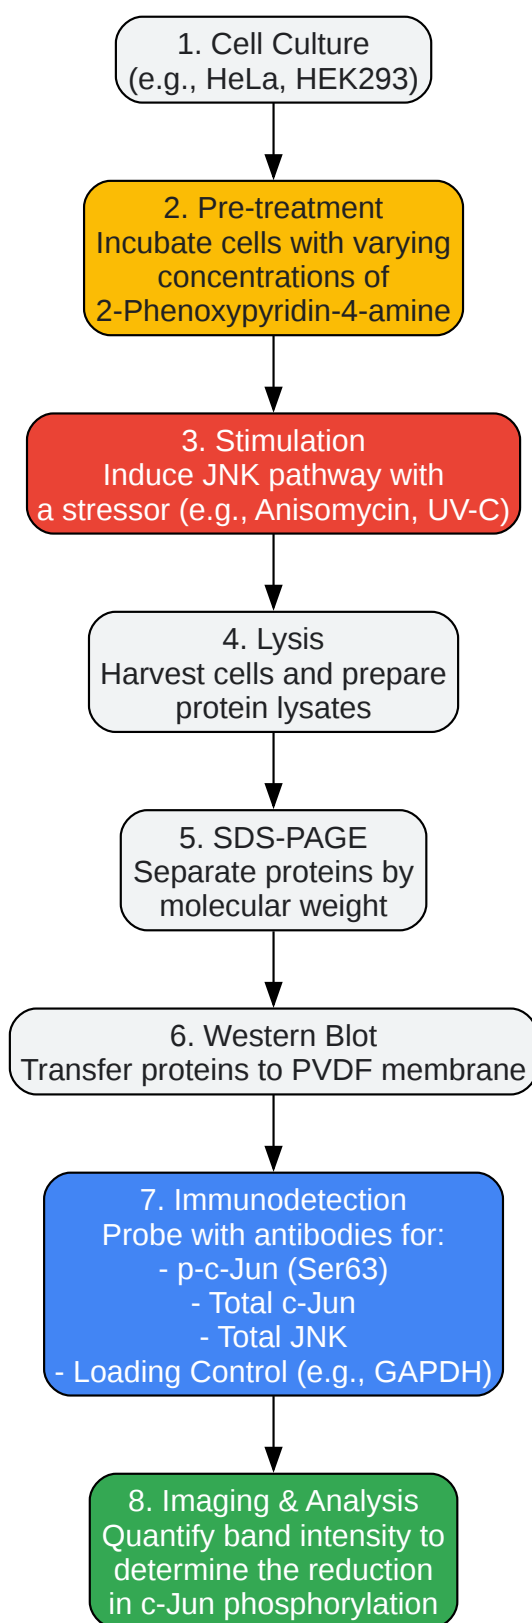 1. Cell Culture
(e.g., HeLa, HEK293)
2. Pre-treatment
Incubate cells with varying
concentrations of
2-Phenoxypyridin-4-amine
3. Stimulation
Induce JNK pathway with
a stressor (e.g., Anisomycin, UV-C)
4. Lysis
Harvest cells and prepare
protein lysates
5. SDS-PAGE
Separate proteins by
molecular weight
6. Western Blot
Transfer proteins to PVDF membrane
7. Immunodetection
Probe with antibodies for:
- p-c-Jun (Ser63)
- Total c-Jun
- Total JNK
- Loading Control (e.g., GAPDH)
8. Imaging & Analysis
Quantify band intensity to
determine the reduction
in c-Jun phosphorylation